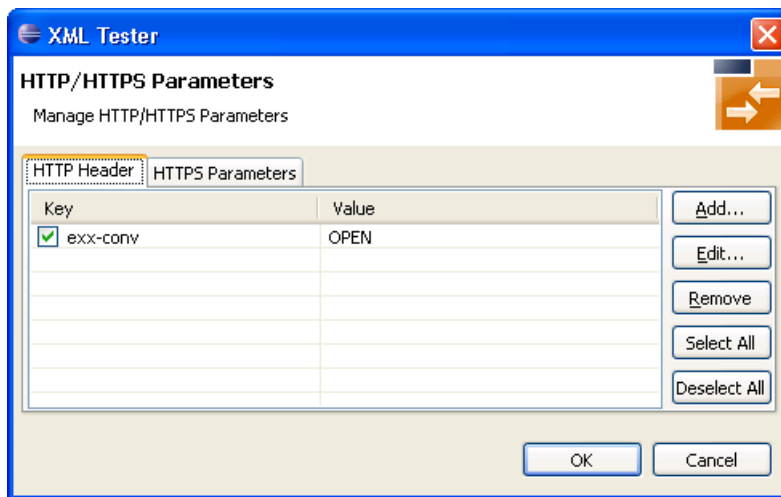 XML Tester
HTTP/HTTPS Parameters
Manage HTTP/HTTPS Parameters
HTTP Header HTTPS Parameters
Key Value
exx-conv OPEN
Add...
Edit...
Remove
Select All
Deselect All
OK Cancel